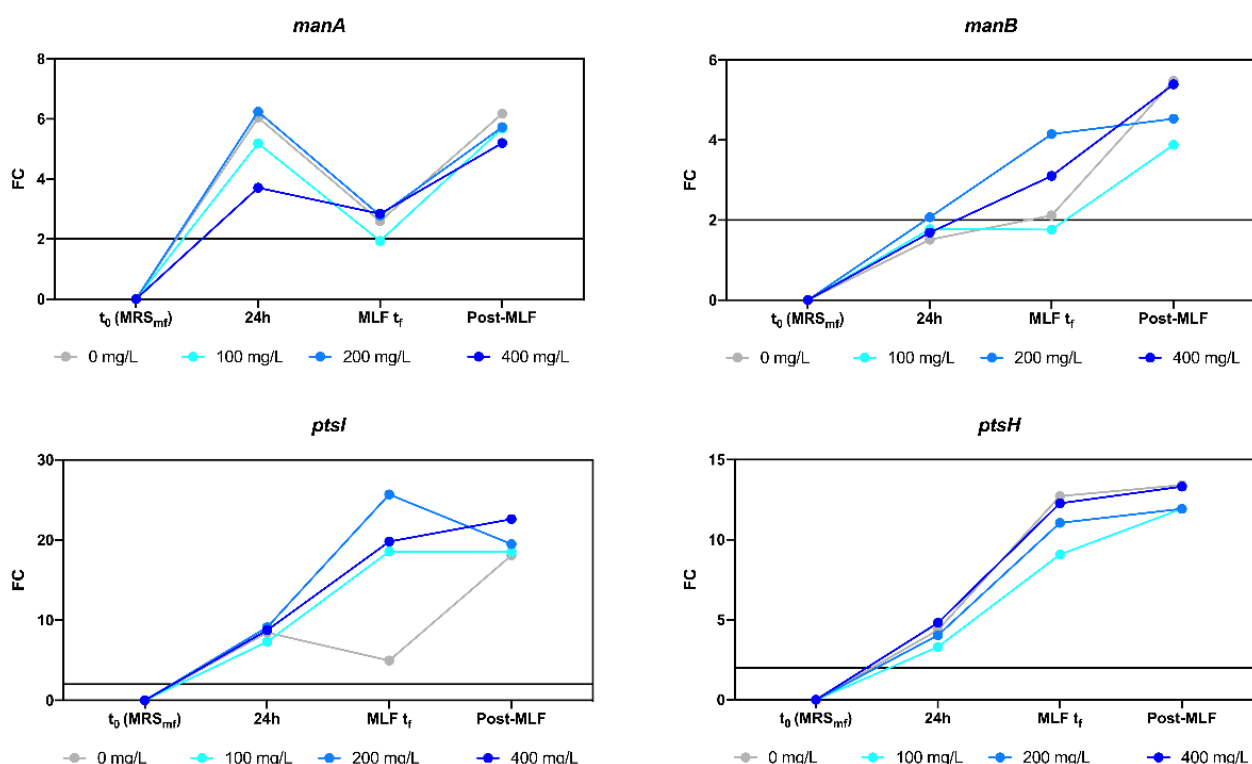 manA
manB
8
6
4
2
0
FC
t0 (MRSmf) 24h MLF tf Post-MLF
0 mg/L 100 mg/L 200 mg/L 400 mg/L
6
4
2
0
FC
t0 (MRSmf) 24h MLF tf Post-MLF
0 mg/L 100 mg/L 200 mg/L 400 mg/L
ptsI
ptsH
30
20
10
0
FC
t0 (MRSmf) 24h MLF tf Post-MLF
0 mg/L 100 mg/L 200 mg/L 400 mg/L
15
10
5
0
FC
t0 (MRSmf) 24h MLF tf Post-MLF
0 mg/L 100 mg/L 200 mg/L 400 mg/L